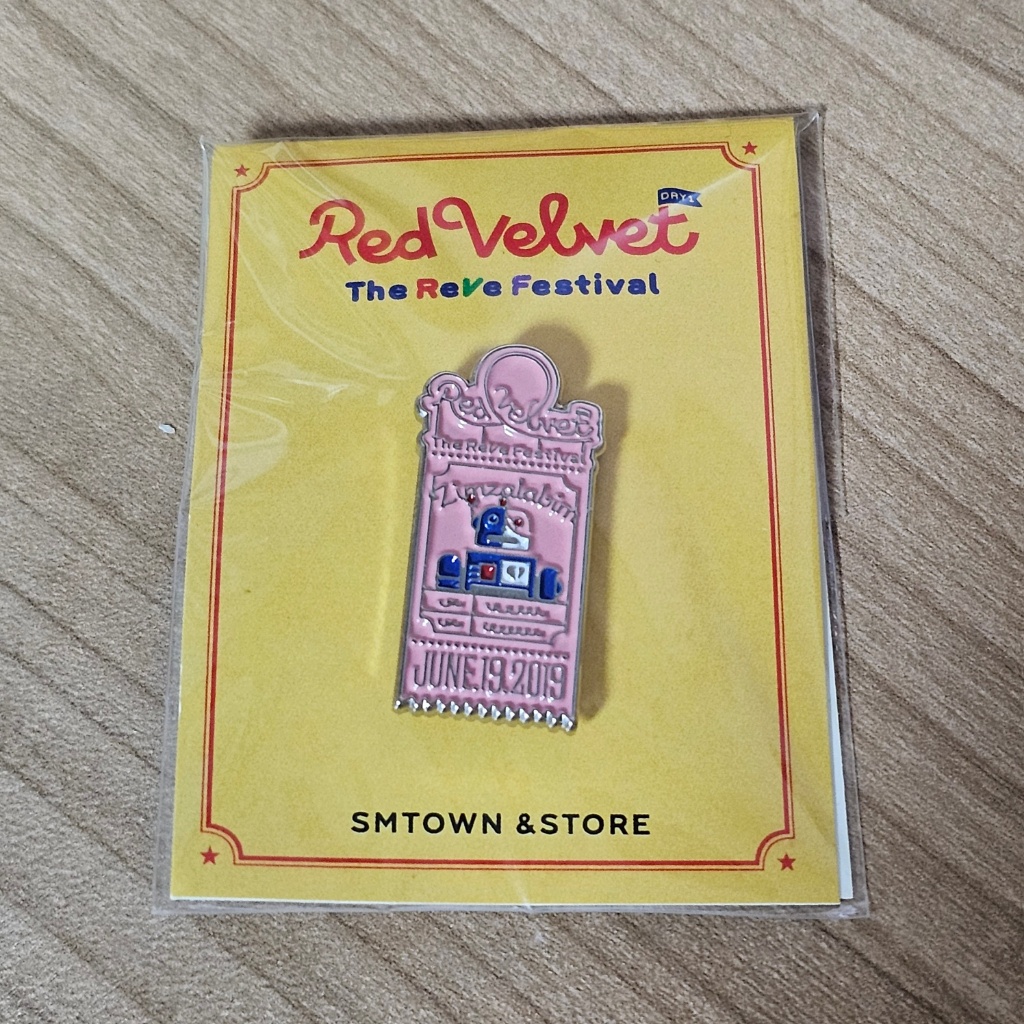 DAY1
Red Velvet
The ReVe Festival
Red Velvet
The ReVe Festival
Zimzalabim
JUNE.19.2019
SMTOWN &STORE